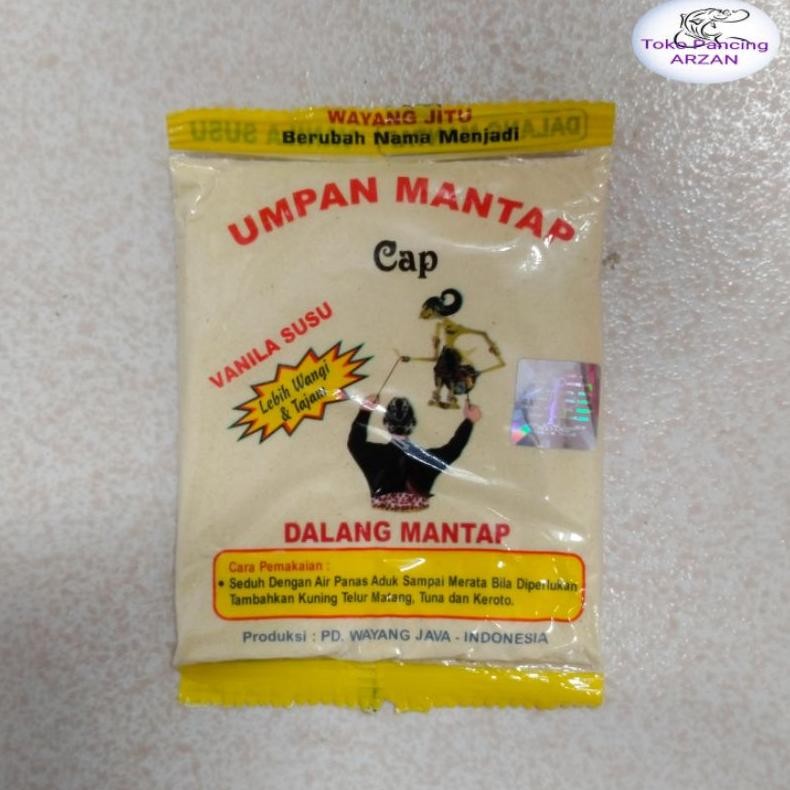 Toko Pancing
ARZAN
WAYANG JITU
Berubah Nama Menjadi
UMPAN MANTAP
Cap
VANILA SUSU
Lebih Wangi
& Tajam
DALANG MANTAP
Cara Pemakaian :
• Seduh Dengan Air Panas Aduk Sampai Merata Bila Diperlukan
Tambahkan Kuning Telur Matang, Tuna dan Keroto.
Produksi : PD. WAYANG JAVA - INDONESIA